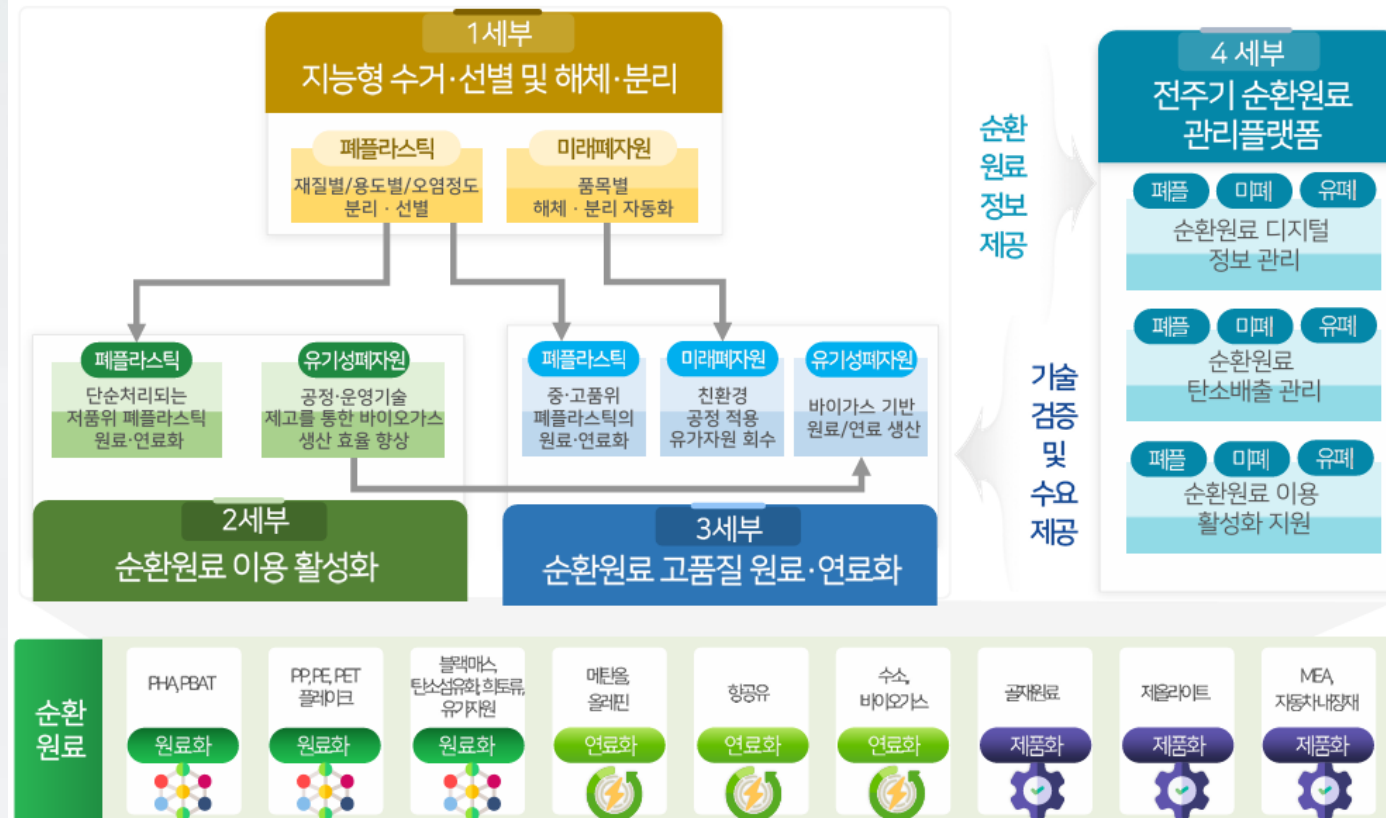 1세부
지능형 수거·선별 및 해체·분리
폐플라스틱
재질별/용도별/오염정도
분리·선별
미래폐자원
품목별
해체·분리 자동화
폐플라스틱
단순처리되는
저품위 폐플라스틱
원료·연료화
유기성폐자원
공정·운영기술
제고를 통한 바이오가스
생산 효율 향상
2세부
순환원료 이용 활성화
폐플라스틱
중·고품위
폐플라스틱의
원료·연료화
미래폐자원
친환경
공정 적용
유가자원 회수
유기성폐자원
바이가스 기반
원료/연료 생산
3세부
순환원료 고품질 원료·연료화
순환
원료
정보
제공
기술
검증
및
수요
제공
4 세부
전주기 순환원료
관리플랫폼
폐플 미폐 유폐
순환원료 디지털
정보 관리
폐플 미폐 유폐
순환원료
탄소배출 관리
폐플 미폐 유폐
순환원료 이용
활성화 지원
순환
원료
PHA, PBAT
원료화
PP, PE, PET
플레이크
원료화
블랙매스,
탄소섬유화, 희토류,
유가자원
원료화
메탄올,
올레핀
연료화
항공유
연료화
수소,
바이오가스
연료화
골재원료
제품화
제올라이트
제품화
MEA,
자동차내장재
제품화